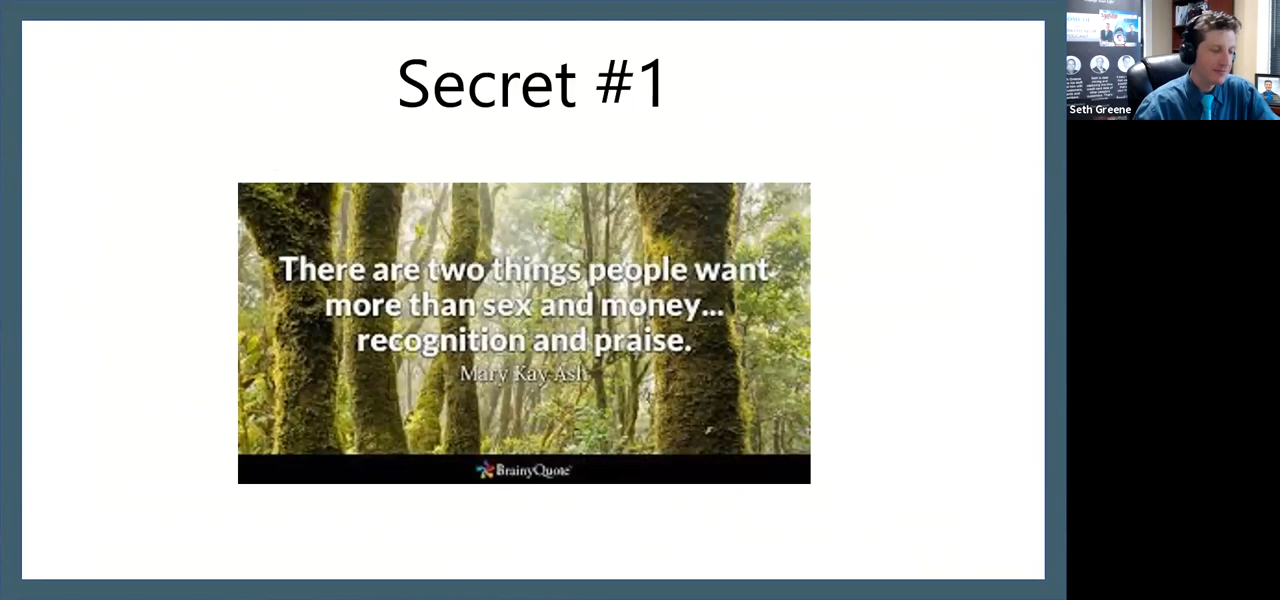 Secret #1
There are two things people want
more than sex and money...
recognition and praise.
Mary Kay Ash
BrainyQuote
Seth Greene